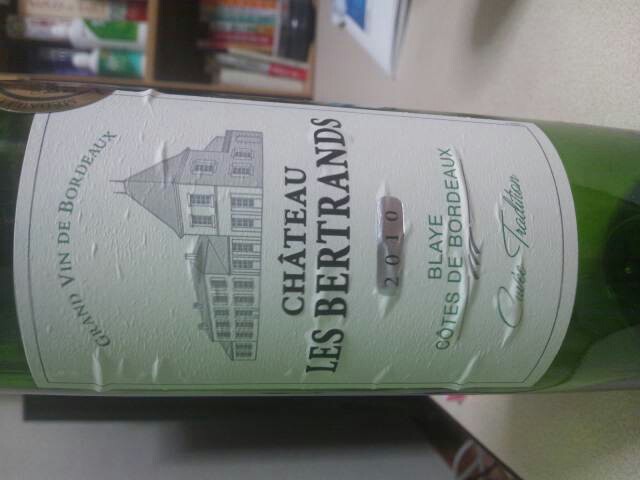 GRAND VIN DE BORDEAUX
CHÂTEAU
LES BERTRANDS
2010
BLAYE
CÔTES DE BORDEAUX
Cuvée Tradition